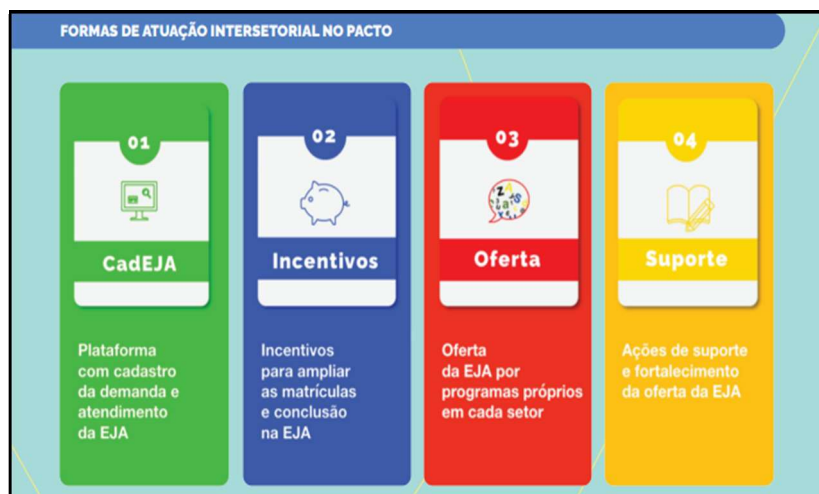 FORMAS DE ATUAÇÃO INTERSETORIAL NO PACTO
01
CadEJA
Plataforma
com cadastro
da demanda e
atendimento
da EJA
02
Incentivos
Incentivos
para ampliar
as matrículas
e conclusão
na EJA
03
Oferta
Oferta
da EJA por
programas próprios
em cada setor
04
Suporte
Ações de suporte
e fortalecimento
da oferta da EJA